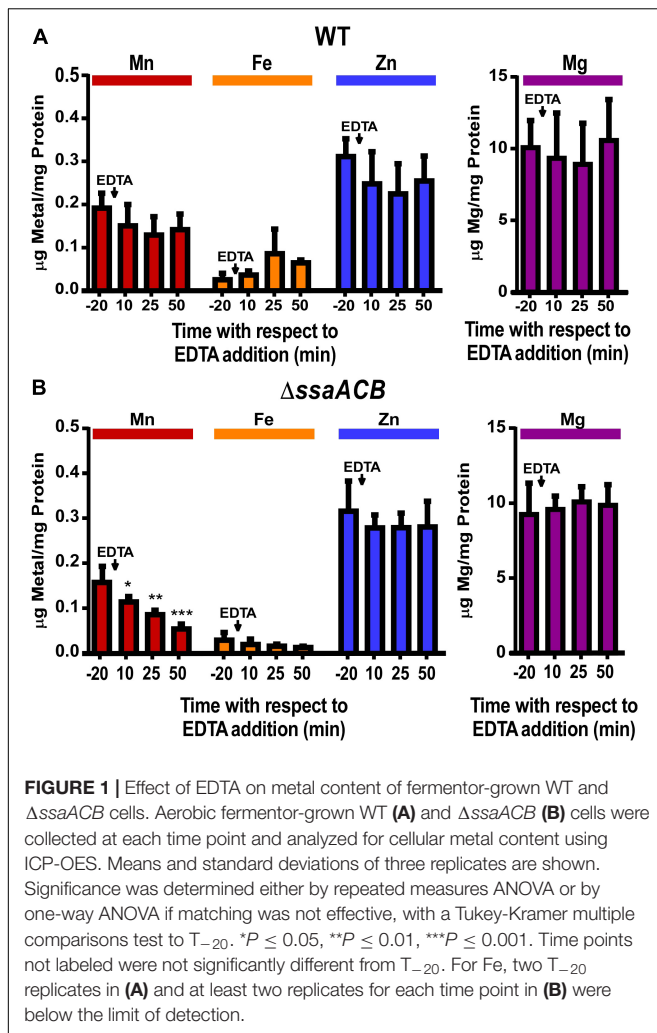 A
WT
Mn Fe Zn Mg
µg Metal/mg Protein
0.5
0.4
0.3
0.2
0.1
0.0
EDTA
EDTA
EDTA
-20 10 25 50 -20 10 25 50 -20 10 25 50
Time with respect to
EDTA addition (min)
µg Mg/mg Protein
15
10
5
0
EDTA
-20 10 25 50
Time with respect to
EDTA addition (min)
B
ΔssaACB
Mn Fe Zn Mg
µg Metal/mg Protein
0.5
0.4
0.3
0.2
0.1
0.0
EDTA
* ** ***
EDTA
EDTA
-20 10 25 50 -20 10 25 50 -20 10 25 50
Time with respect to
EDTA addition (min)
µg Mg/mg Protein
15
10
5
0
EDTA
-20 10 25 50
Time with respect to
EDTA addition (min)
FIGURE 1 | Effect of EDTA on metal content of fermentor-grown WT and
ΔssaACB cells. Aerobic fermentor-grown WT (A) and ΔssaACB (B) cells were
collected at each time point and analyzed for cellular metal content using
ICP-OES. Means and standard deviations of three replicates are shown.
Significance was determined either by repeated measures ANOVA or by
one-way ANOVA if matching was not effective, with a Tukey-Kramer multiple
comparisons test to T−20. *P ≤ 0.05, **P ≤ 0.01, ***P ≤ 0.001. Time points
not labeled were not significantly different from T−20. For Fe, two T−20
replicates in (A) and at least two replicates for each time point in (B) were
below the limit of detection.